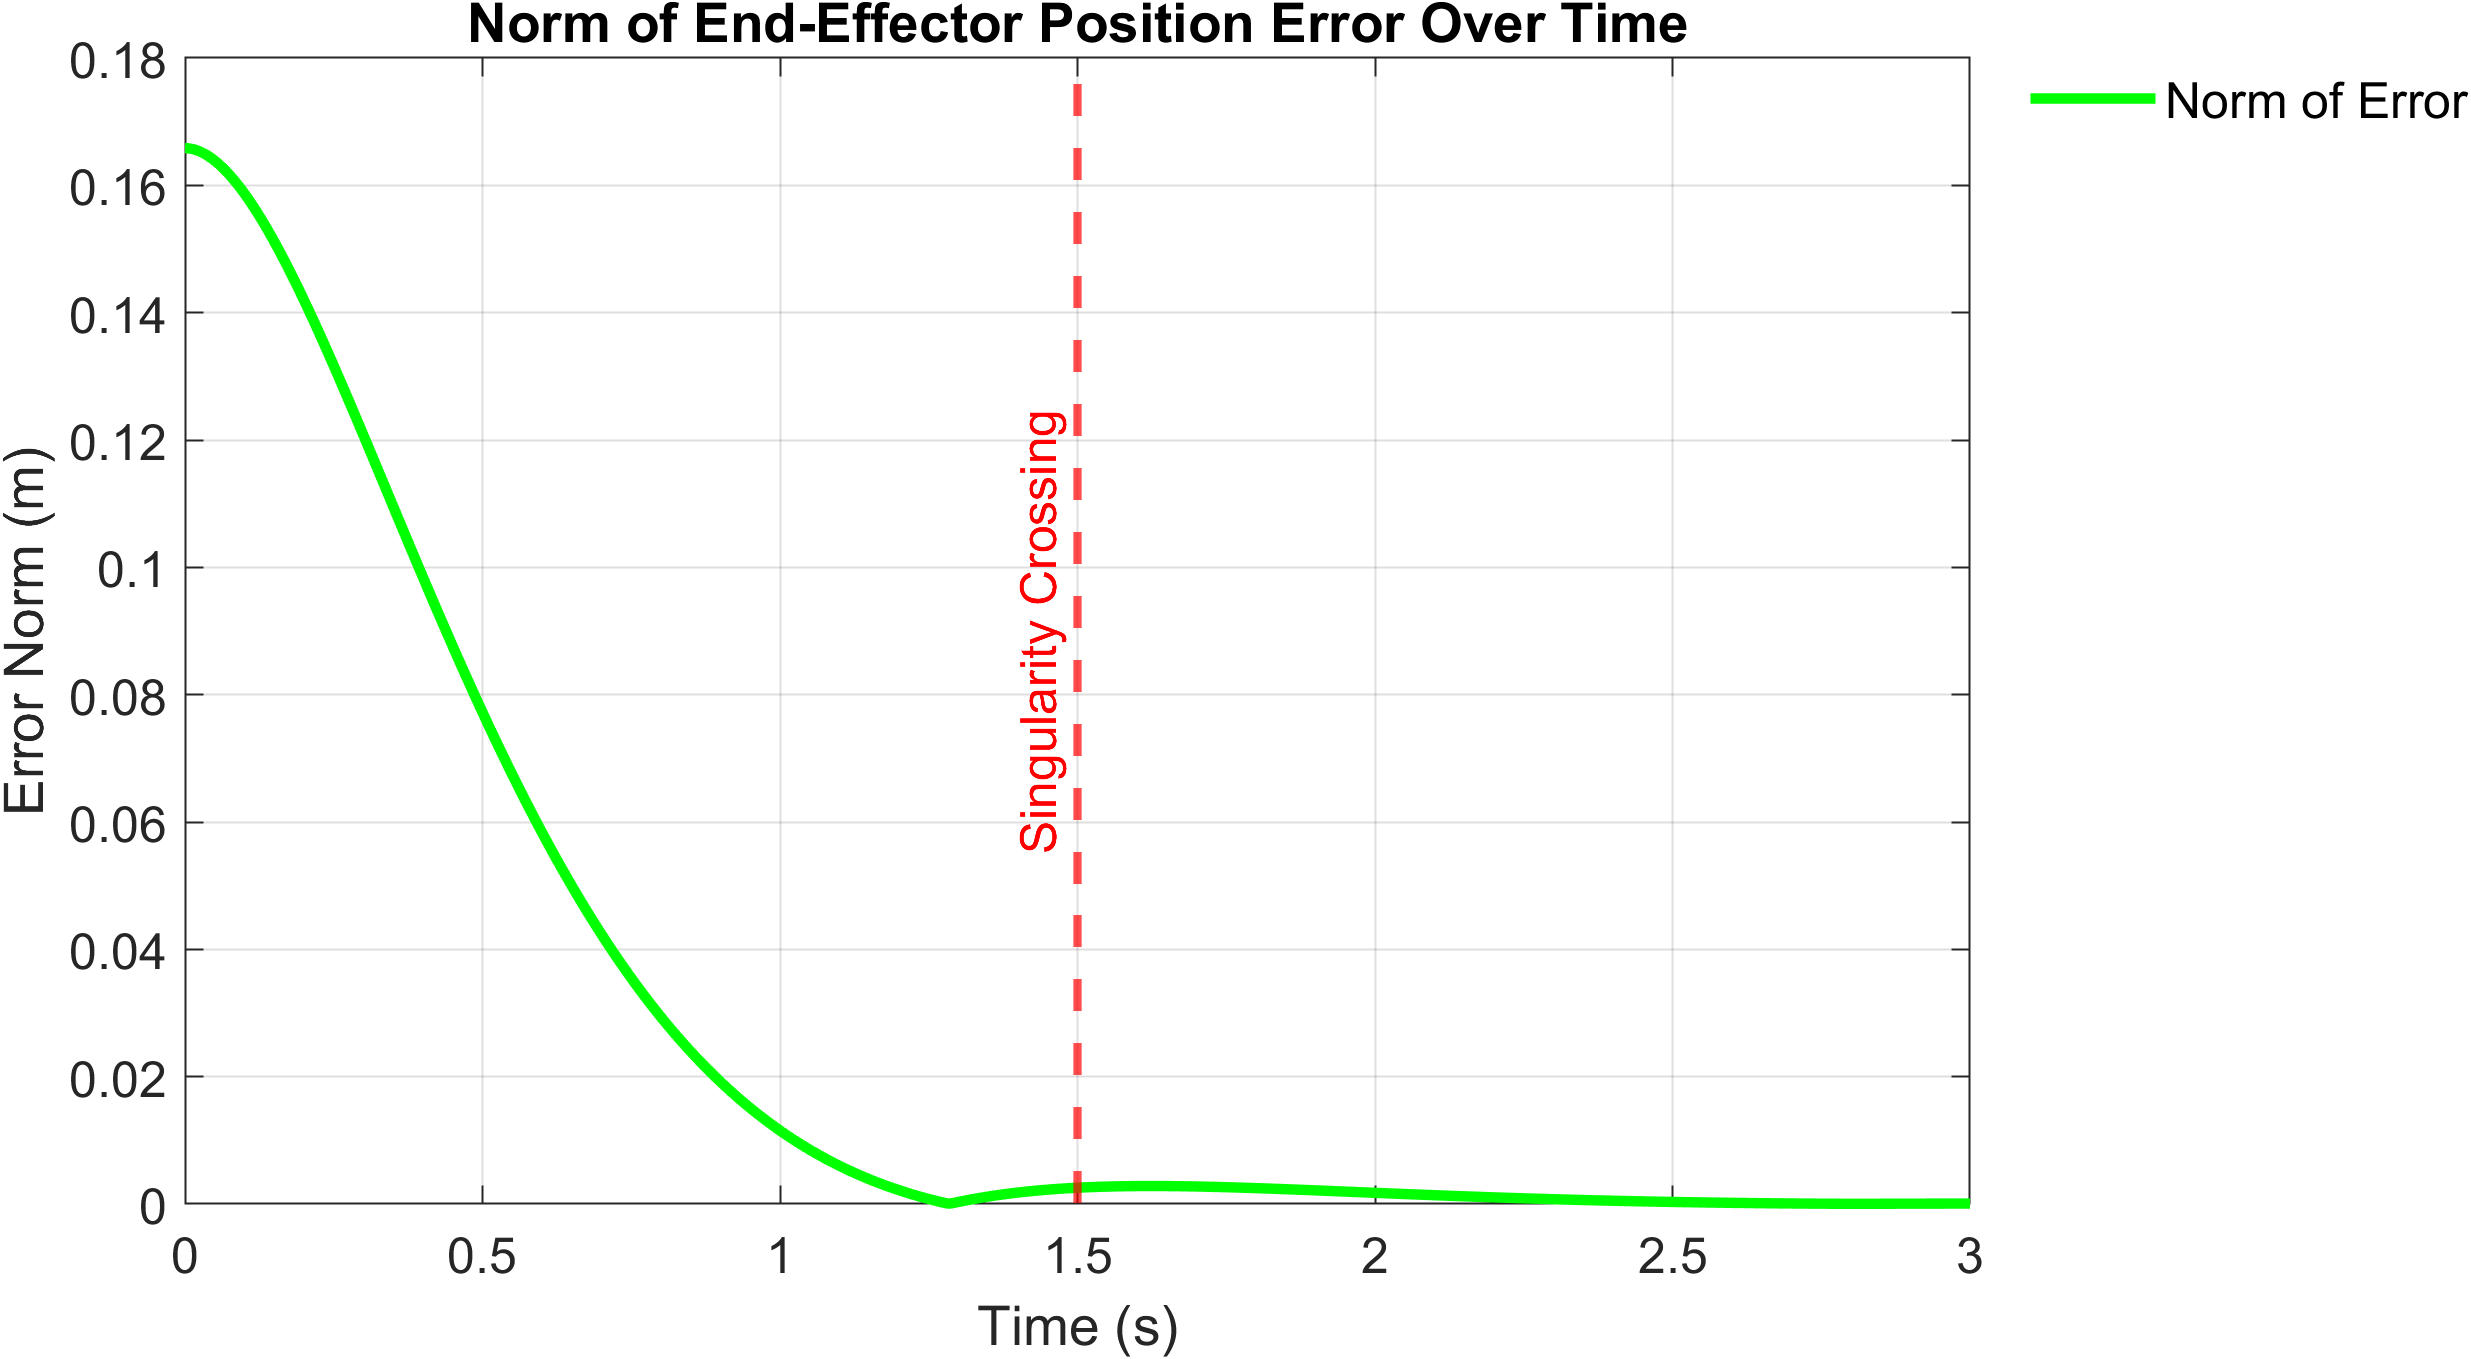 Norm of End-Effector Position Error Over Time
Norm of Error
Error Norm (m)
0.18
0.16
0.14
0.12
0.1
0.08
0.06
0.04
0.02
0
Singularity Crossing
0 0.5 1 1.5 2 2.5 3
Time (s)